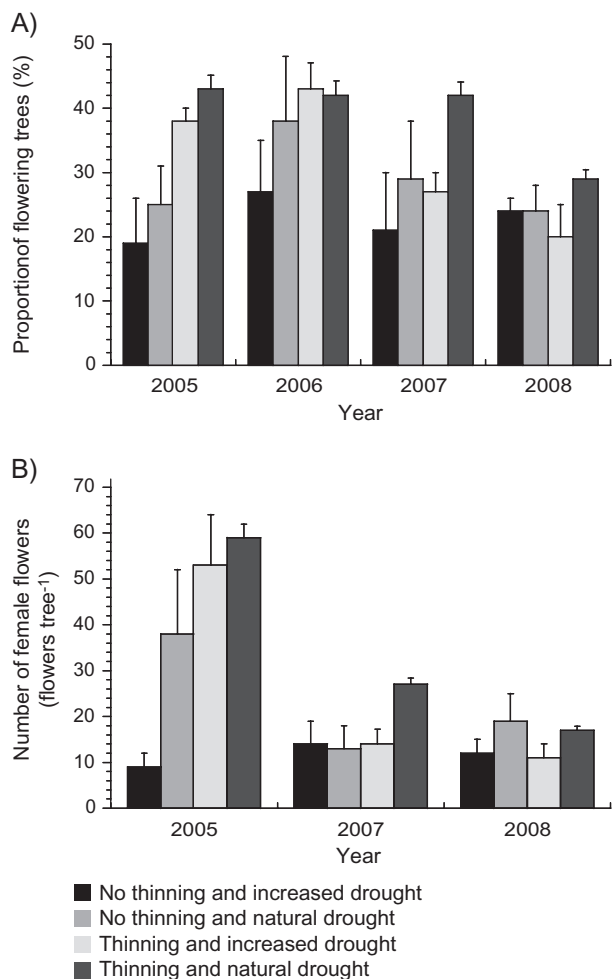 A)
Proportion of flowering trees (%)
50
40
30
20
10
0
2005 2006 2007 2008
Year
B)
Number of female flowers
(flowers tree-1)
70
60
50
40
30
20
10
0
2005 2007 2008
Year
No thinning and increased drought
No thinning and natural drought
Thinning and increased drought
Thinning and natural drought